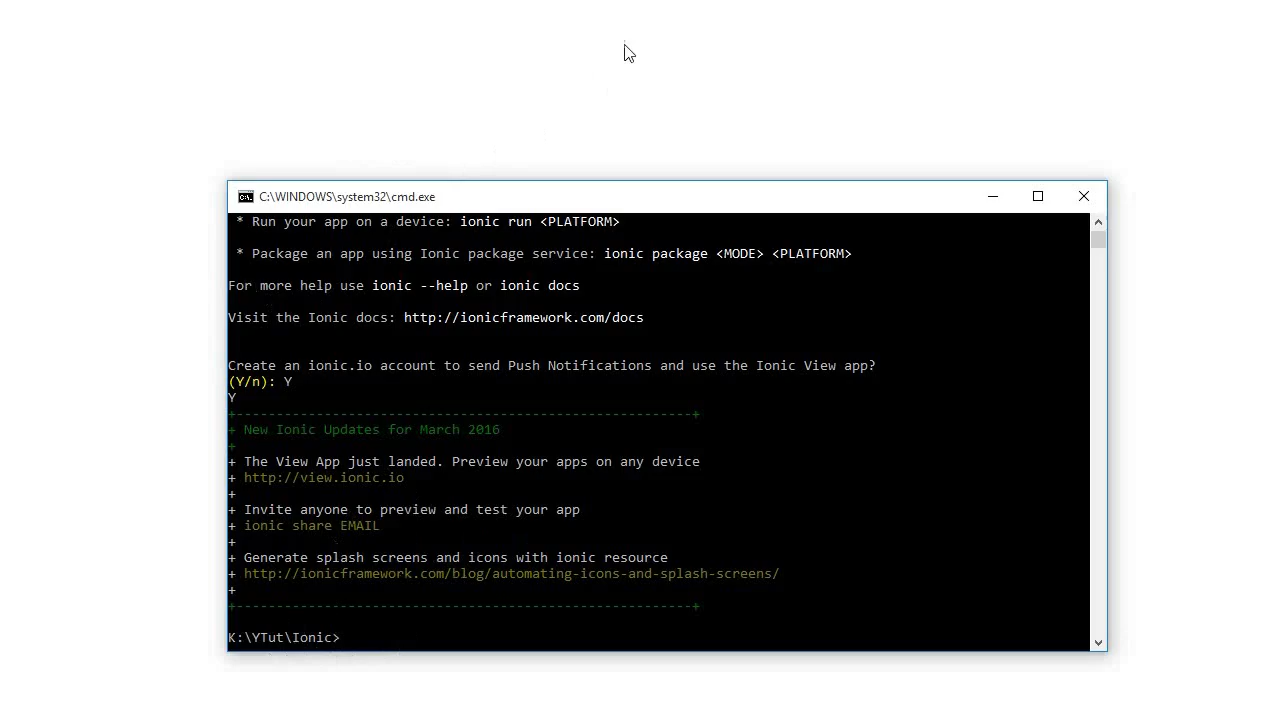 C:\WINDOWS\system32\cmd.exe
* Run your app on a device: ionic run <PLATFORM>
* Package an app using Ionic package service: ionic package <MODE> <PLATFORM>
For more help use ionic --help or ionic docs
Visit the Ionic docs: http://ionicframework.com/docs
Create an ionic.io account to send Push Notifications and use the Ionic View app?
(Y/n): Y
Y
+---------------------------------------------------------+
+ New Ionic Updates for March 2016
+
+ The View App just landed. Preview your apps on any device
+ http://view.ionic.io
+
+ Invite anyone to preview and test your app
+ ionic share EMAIL
+
+ Generate splash screens and icons with ionic resource
+ http://ionicframework.com/blog/automating-icons-and-splash-screens/
+
+---------------------------------------------------------+
K:\YTut\Ionic>